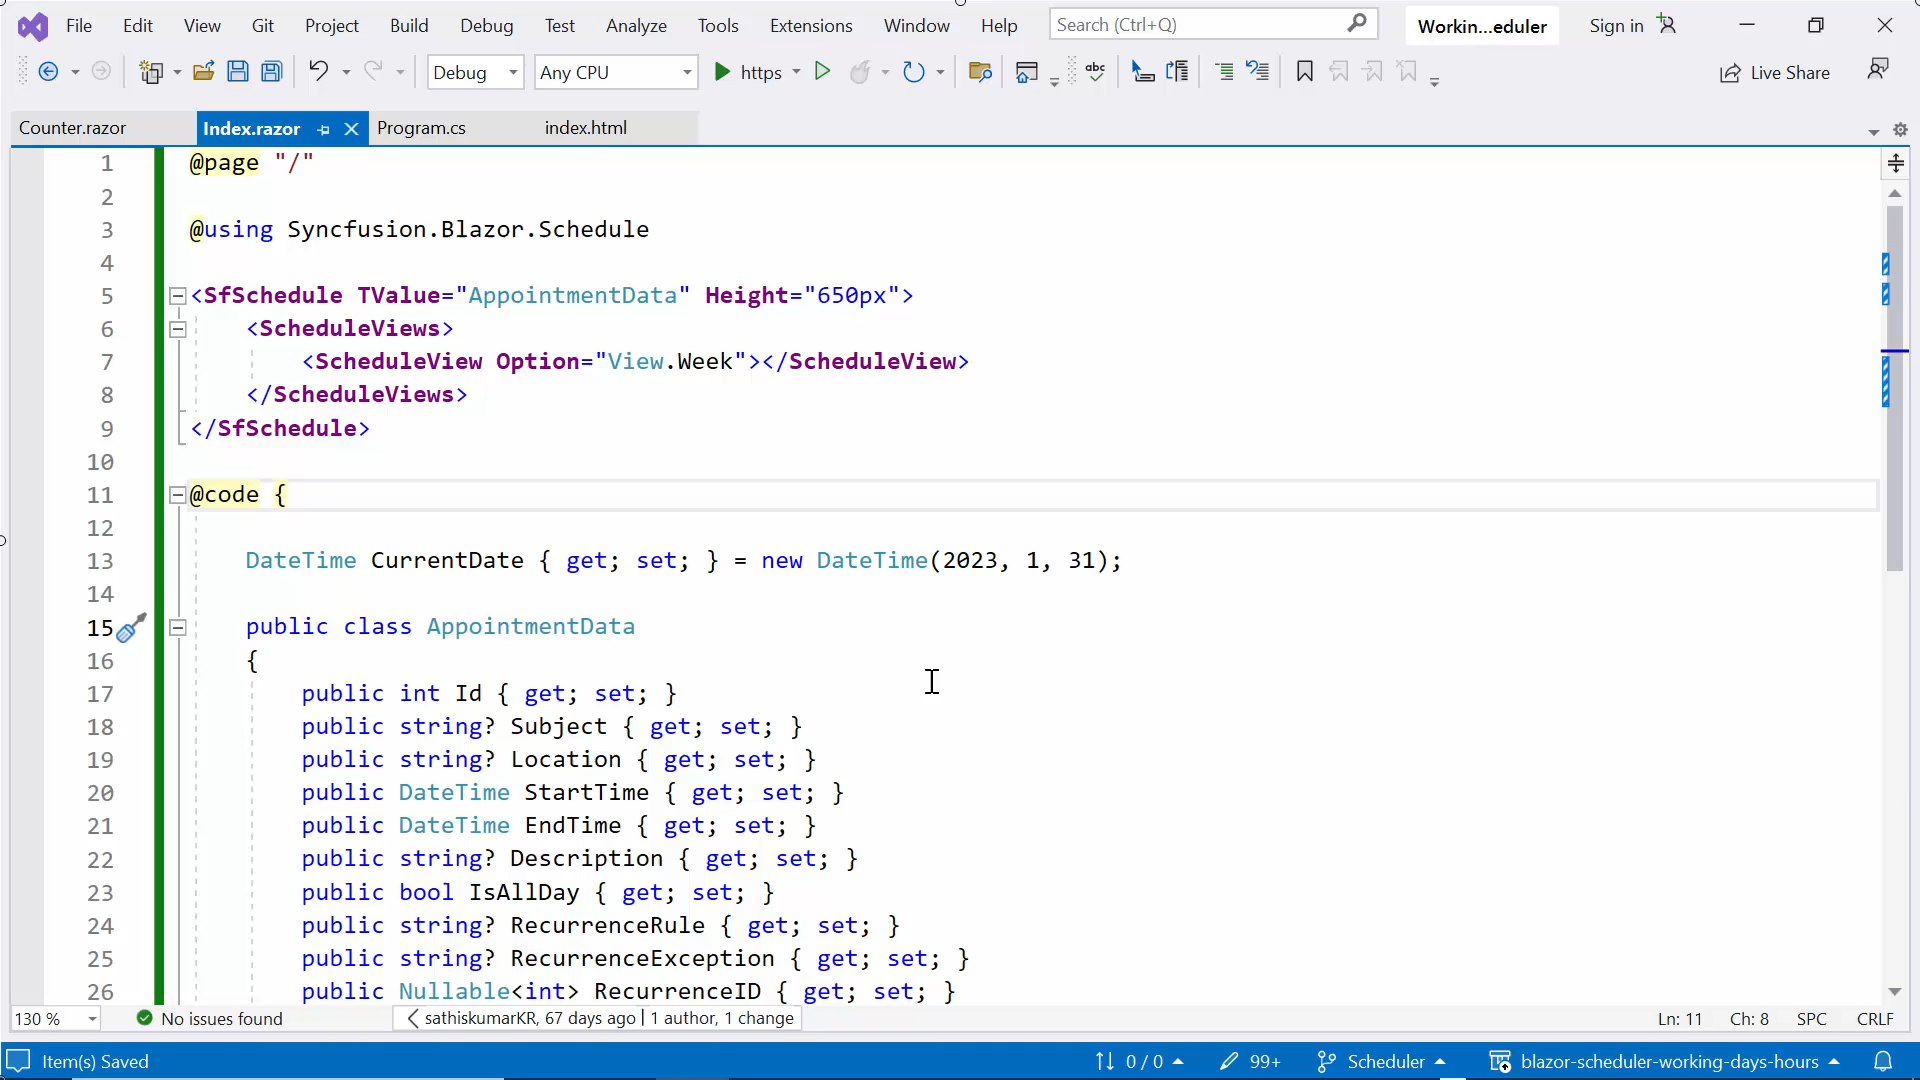 File Edit View Git Project Build Debug Test Analyze Tools Extensions Window Help Search (Ctrl+Q) Workin...eduler Sign in
Debug Any CPU https abc Live Share
Counter.razor Index.razor Program.cs index.html
1 @page "/"
2
3 @using Syncfusion.Blazor.Schedule
4
5 <SfSchedule TValue="AppointmentData" Height="650px">
6 <ScheduleViews>
7 <ScheduleView Option="View.Week"></ScheduleView>
8 </ScheduleViews>
9 </SfSchedule>
10
11 @code {
12
13 DateTime CurrentDate { get; set; } = new DateTime(2023, 1, 31);
14
15 public class AppointmentData
16 {
17 public int Id { get; set; }
18 public string? Subject { get; set; }
19 public string? Location { get; set; }
20 public DateTime StartTime { get; set; }
21 public DateTime EndTime { get; set; }
22 public string? Description { get; set; }
23 public bool IsAllDay { get; set; }
24 public string? RecurrenceRule { get; set; }
25 public string? RecurrenceException { get; set; }
26 public Nullable<int> RecurrenceID { get; set; }
130 % No issues found sathiskumarKR, 67 days ago | 1 author, 1 change Ln: 11 Ch: 8 SPC CRLF
Item(s) Saved 0 / 0 99+ Scheduler blazor-scheduler-working-days-hours